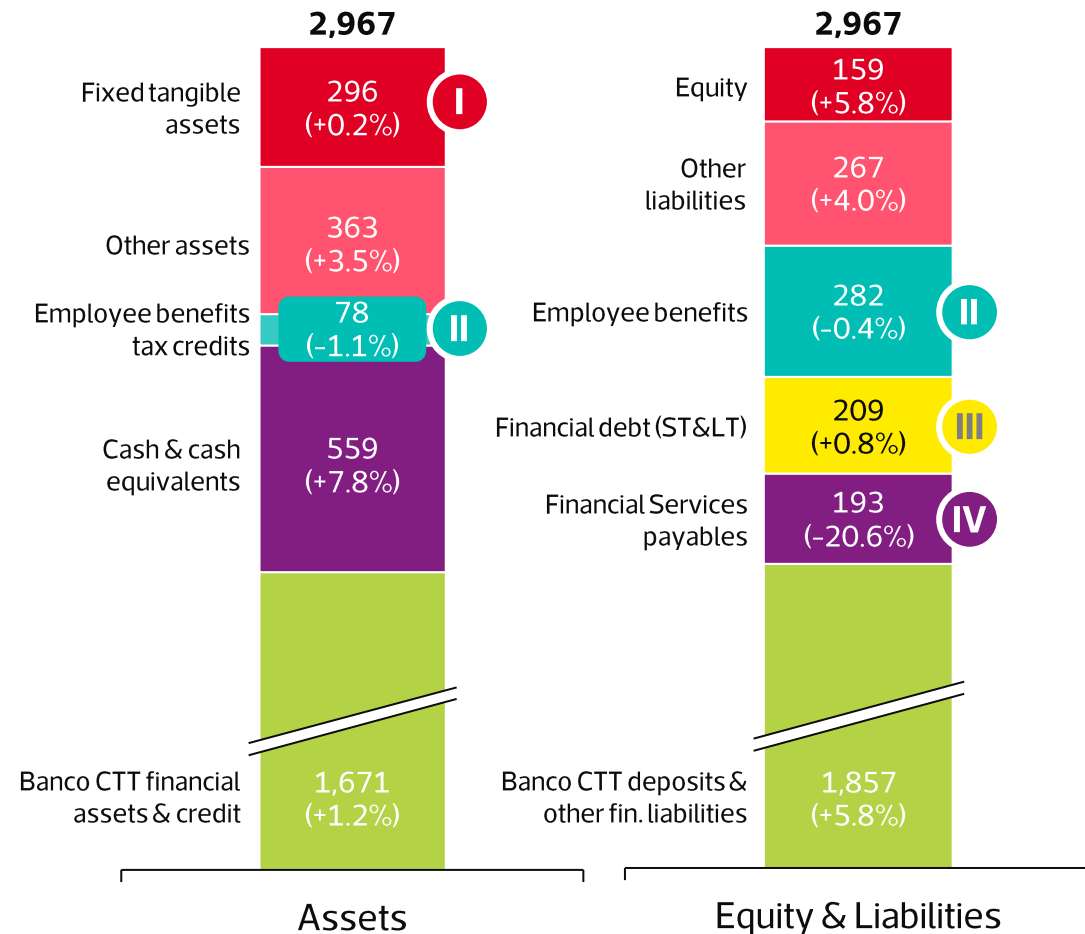 2,967
Fixed tangible
assets
296
(+0.2%)
I
Other assets
363
(+3.5%)
Employee benefits
tax credits
78
(-1.1%)
II
Cash & cash
equivalents
559
(+7.8%)
Banco CTT financial
assets & credit
1,671
(+1.2%)
Assets
2,967
Equity
159
(+5.8%)
Other
liabilities
267
(+4.0%)
Employee benefits
282
(-0.4%)
II
Financial debt (ST&LT)
209
(+0.8%)
III
Financial Services
payables
193
(-20.6%)
IV
Banco CTT deposits &
other fin. liabilities
1,857
(+5.8%)
Equity & Liabilities